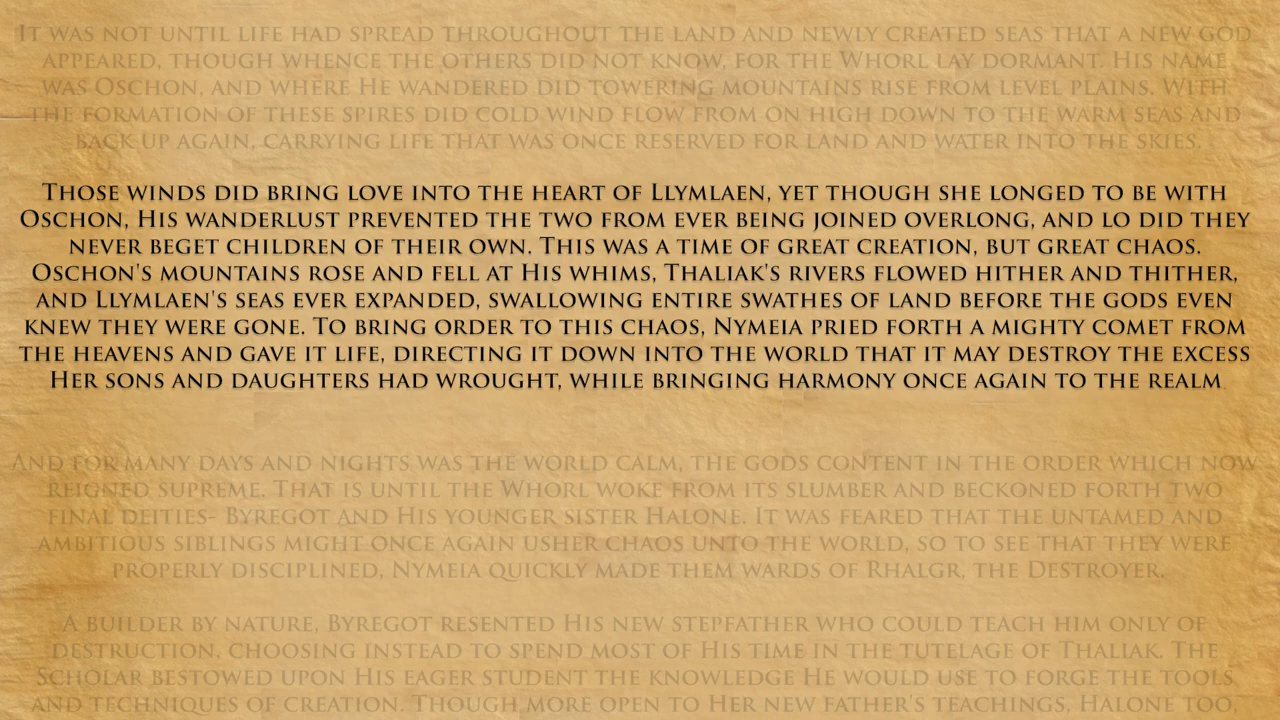 It was not until life had spread throughout the land and newly created seas that a new god
appeared, though whence the others did not know, for the Whorl lay dormant. His name
was Oschon, and where He wandered did towering mountains rise from level plains. With
the formation of these spires did cold wind flow from on high down to the warm seas and
back up again, carrying life that was once reserved for land and water into the skies.
Those winds did bring love into the heart of Llymlaen, yet though she longed to be with
Oschon, His wanderlust prevented the two from ever being joined overlong, and lo did they
never beget children of their own. This was a time of great creation, but great chaos.
Oschon's mountains rose and fell at His whims, Thaliak's rivers flowed hither and thither,
and Llymlaen's seas ever expanded, swallowing entire swathes of land before the gods even
knew they were gone. To bring order to this chaos, Nymeia pried forth a mighty comet from
the heavens and gave it life, directing it down into the world that it may destroy the excess
Her sons and daughters had wrought, while bringing harmony once again to the realm
And for many days and nights was the world calm, the gods content in the order which now
reigned supreme. That is until the Whorl woke from its slumber and beckoned forth two
final deities- Byregot and His younger sister Halone. It was feared that the untamed and
ambitious siblings might once again usher chaos unto the world, so to see that they were
properly disciplined, Nymeia quickly made them wards of Rhalgr, the Destroyer.
A builder by nature, Byregot resented His new stepfather who could teach him only of
destruction, choosing instead to spend most of His time in the tutelage of Thaliak. The
Scholar bestowed upon His eager student the knowledge He would use to forge the tools
and techniques of creation. Though more open to Her new father's teachings, Halone too,